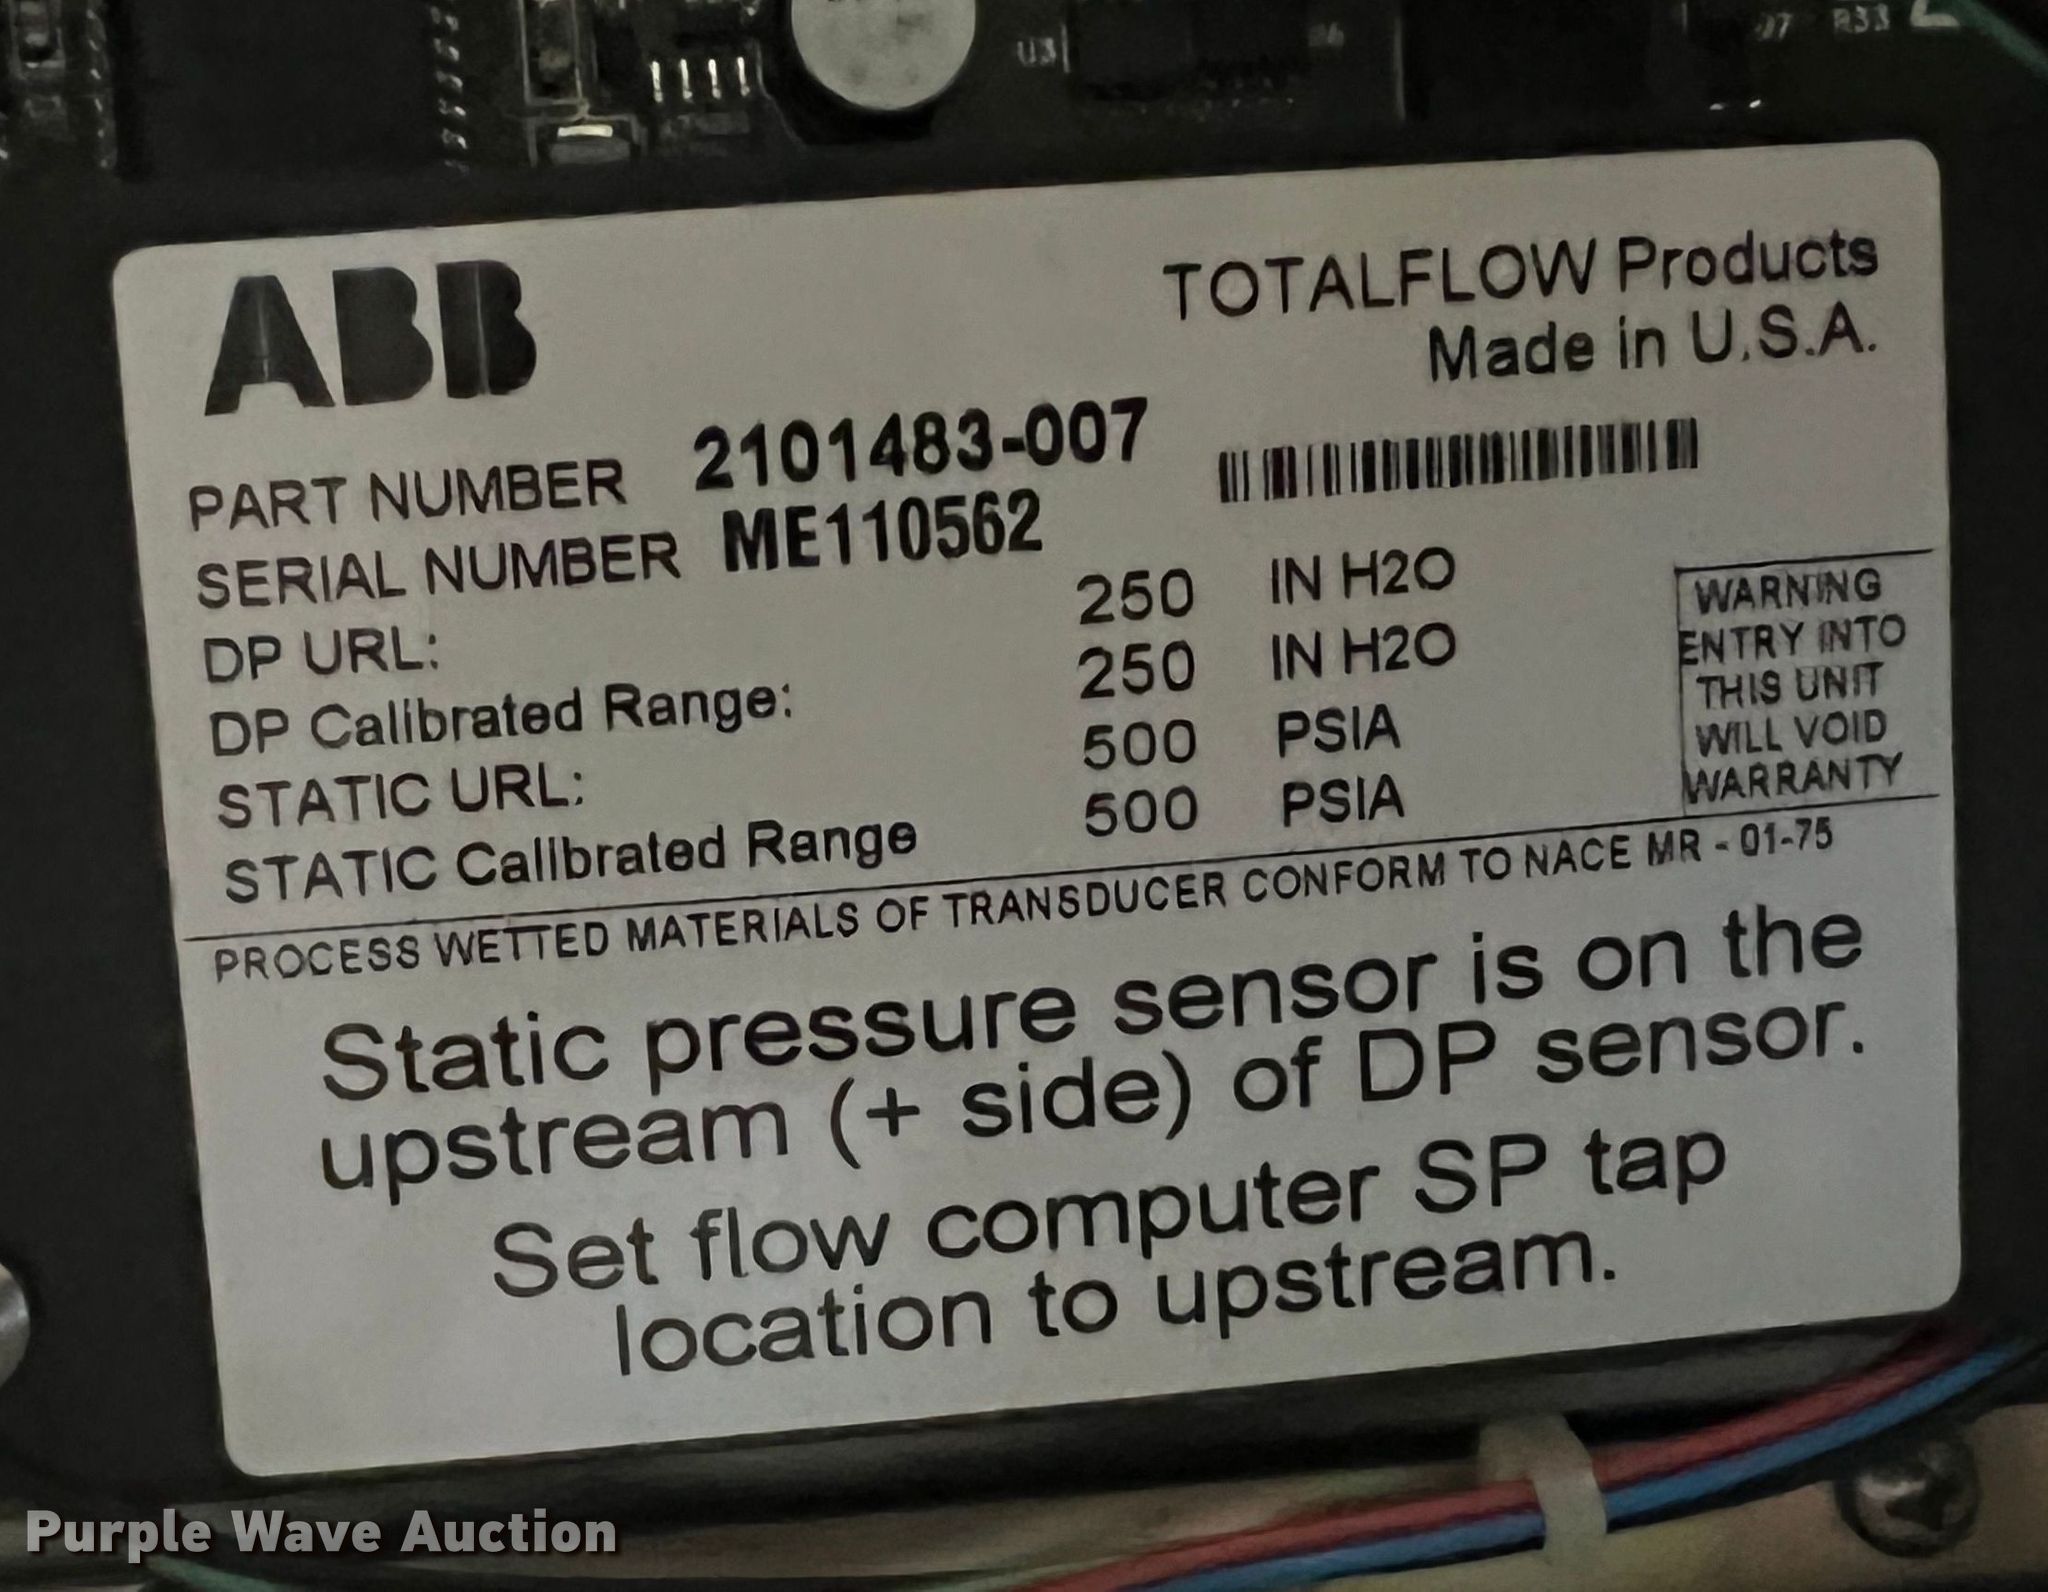 U3
R33
ABB
TOTALFLOW Products
Made in U.S.A.
PART NUMBER 2101483-007
SERIAL NUMBER ME110562
DP URL: 250 IN H2O
DP Calibrated Range: 250 IN H2O
STATIC URL: 500 PSIA
STATIC Calibrated Range 500 PSIA
WARNING
ENTRY INTO
THIS UNIT
WILL VOID
WARRANTY
PROCESS WETTED MATERIALS OF TRANSDUCER CONFORM TO NACE MR - 01-75
Static pressure sensor is on the
upstream (+ side) of DP sensor.
Set flow computer SP tap
location to upstream.
Purple Wave Auction